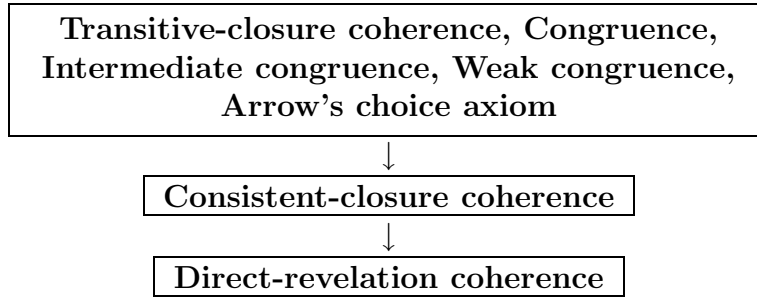 Transitive-closure coherence, Congruence,
Intermediate congruence, Weak congruence,
Arrow's choice axiom
↓
Consistent-closure coherence
↓
Direct-revelation coherence